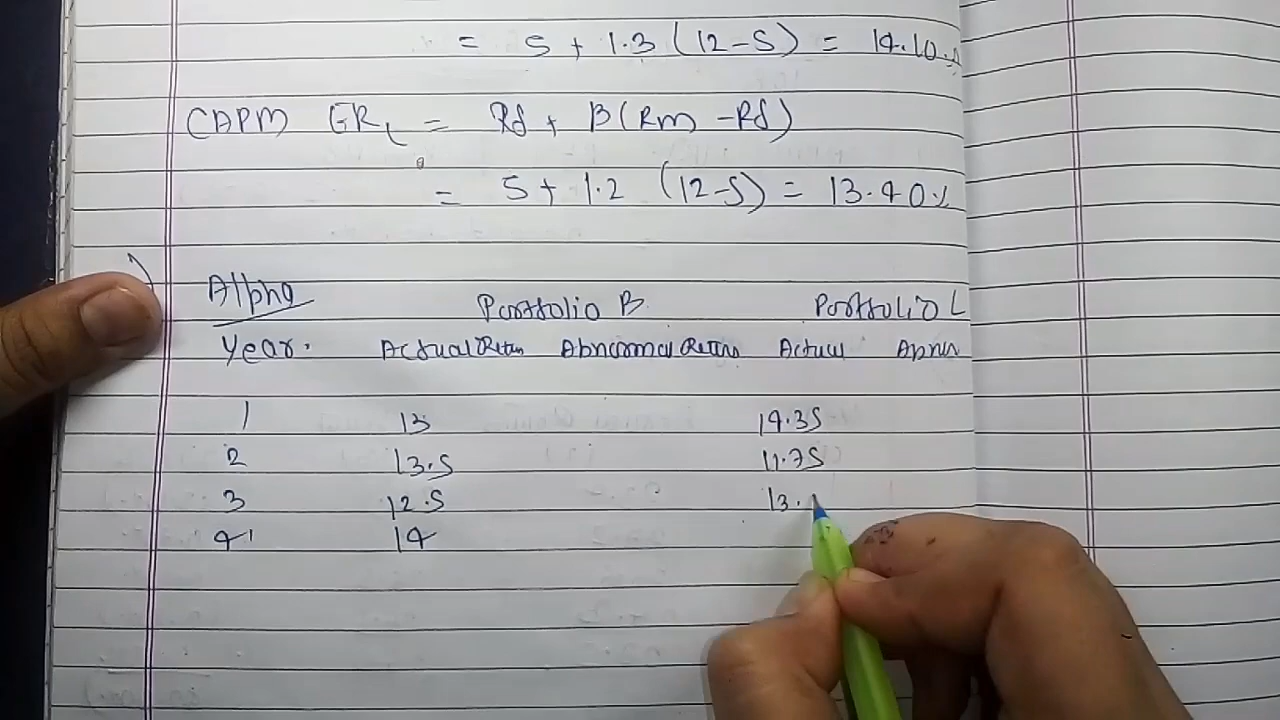 = 5 + 1.3 (12-5) = 14.10%
CAPM ERL = Rf + B(Rm - Rf)
= 5 + 1.2 (12-5) = 13.40%
Alpha Portfolio B Portfolio L
Year. Actual Return Abnormal Return Actual
1 13 14.35
2 13.5 11.75
3 12.5 13.
4 14